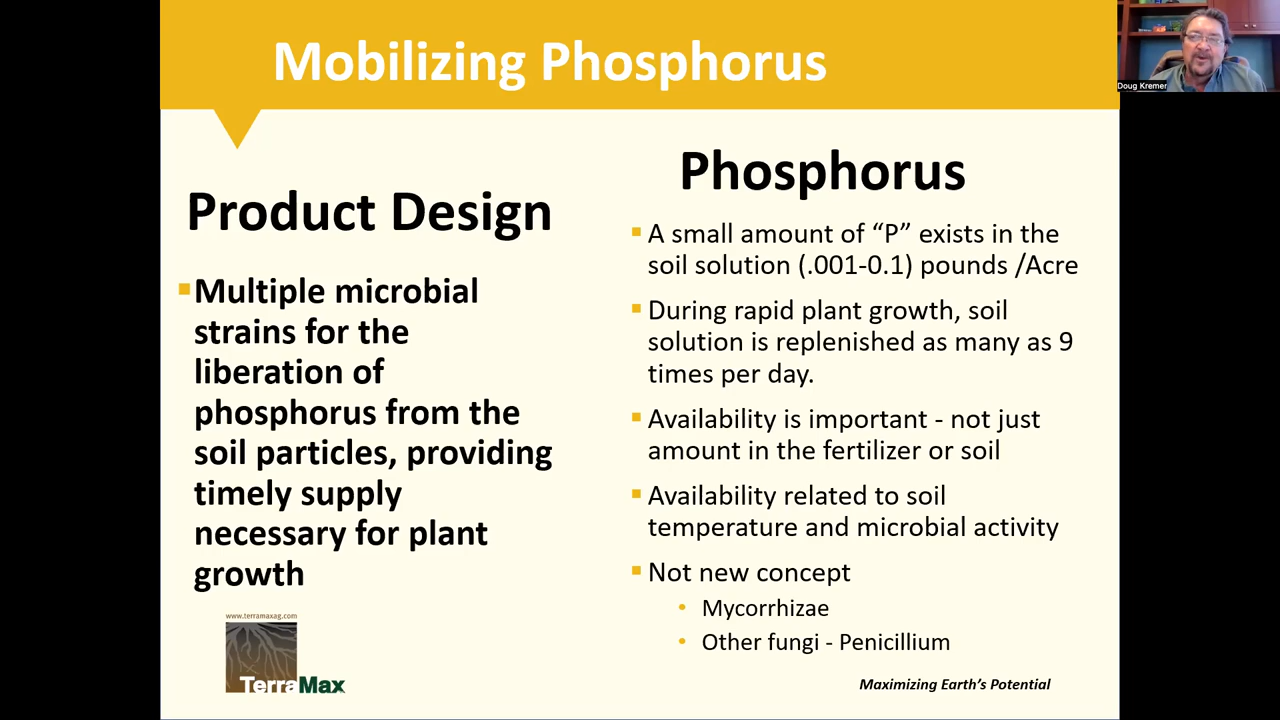 Mobilizing Phosphorus
Doug Kremer
Product Design
▪Multiple microbial
strains for the
liberation of
phosphorus from the
soil particles, providing
timely supply
necessary for plant
growth
www.terramaxag.com
TerraMax
Phosphorus
▪A small amount of “P” exists in the
soil solution (.001-0.1) pounds /Acre
▪During rapid plant growth, soil
solution is replenished as many as 9
times per day.
▪Availability is important - not just
amount in the fertilizer or soil
▪Availability related to soil
temperature and microbial activity
▪Not new concept
• Mycorrhizae
• Other fungi - Penicillium
Maximizing Earth’s Potential